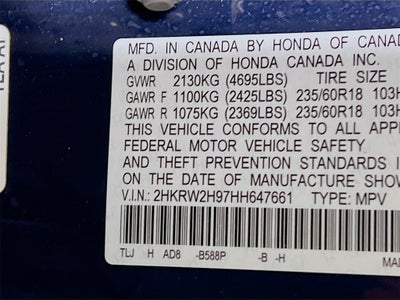 MFD. IN CANADA BY HONDA OF CANAD
A DIVISION OF HONDA CANADA INC.
GVWR 2130KG (4695LBS) TIRE SIZE
GAWR F 1100KG (2425LBS) 235/60R18 103H
GAWR R 1075KG (2369LBS) 235/60R18 103H
THIS VEHICLE CONFORMS TO ALL APP
FEDERAL MOTOR VEHICLE SAFETY
AND THEFT PREVENTION STANDARDS I
ON THE DATE OF MANUFACTURE SHOW
V.I.N.: 2HKRW2H97HH647661 TYPE: MPV
TLJ H AD8 -B588P -B -H MAD